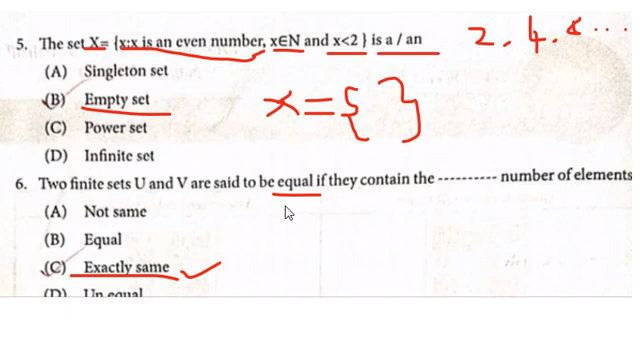 5. The set X= {x:x is an even number, x∈N and x<2 } is a / an
2, 4,
(A) Singleton set
(B) Empty set
x={ }
(C) Power set
(D) Infinite set
6. Two finite sets U and V are said to be equal if they contain the ---------- number of elements
(A) Not same
(B) Equal
(C) Exactly same
(D) Un equal